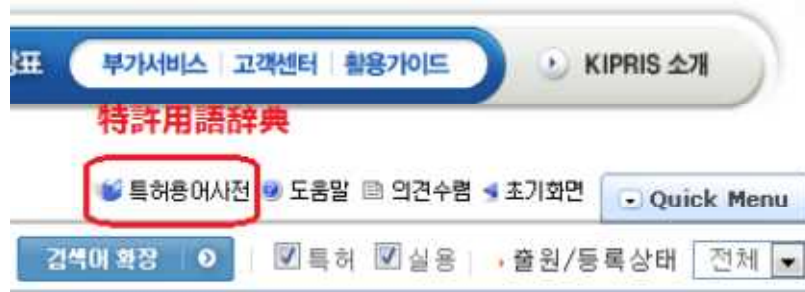 표 부가서비스 고객센터 활용가이드 KIPRIS 소개
特許用語辞典
특허용어사전 도움말 의견수렴 초기화면 Quick Menu
검색어 확장 특허 실용 출원/등록상태 전체